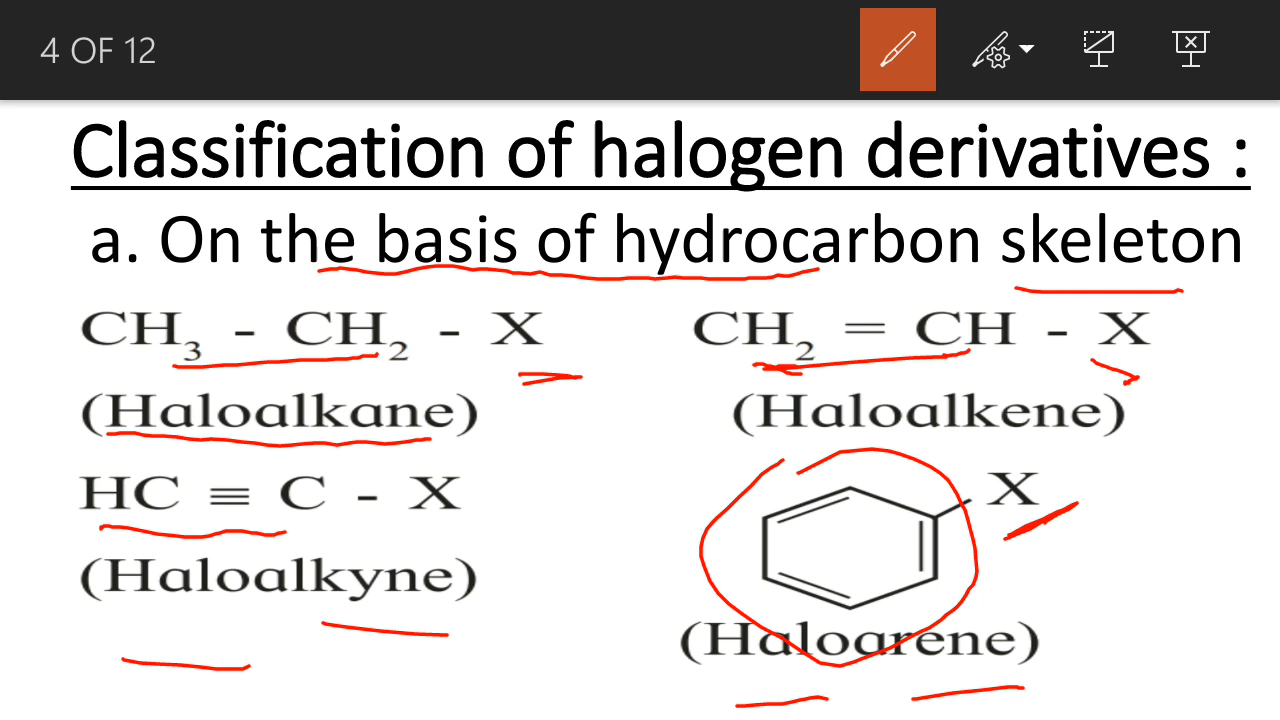 4 OF 12
Classification of halogen derivatives :
a. On the basis of hydrocarbon skeleton
CH₃ - CH₂ - X
CH₂ = CH - X
(Haloalkane)
(Haloalkene)
HC ≡ C - X
X
(Haloalkyne)
(Haloarene)